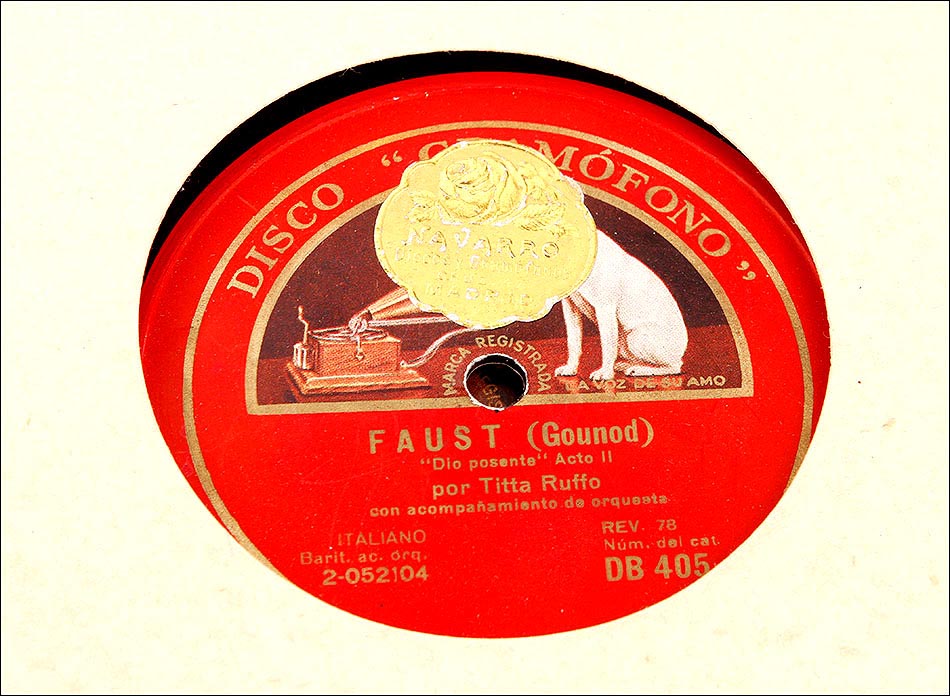 DISCO "GRAMÓFONO"
NAVARRO
MADRID
MARCA REGISTRADA
LA VOZ DE SU AMO
FAUST (Gounod)
"Dio posente" Acto II
por Titta Ruffo
con acompañamiento de orquesta
ITALIANO
Barit. ac. orq.
2-052104
REV. 78
Núm. del cat.
DB 405